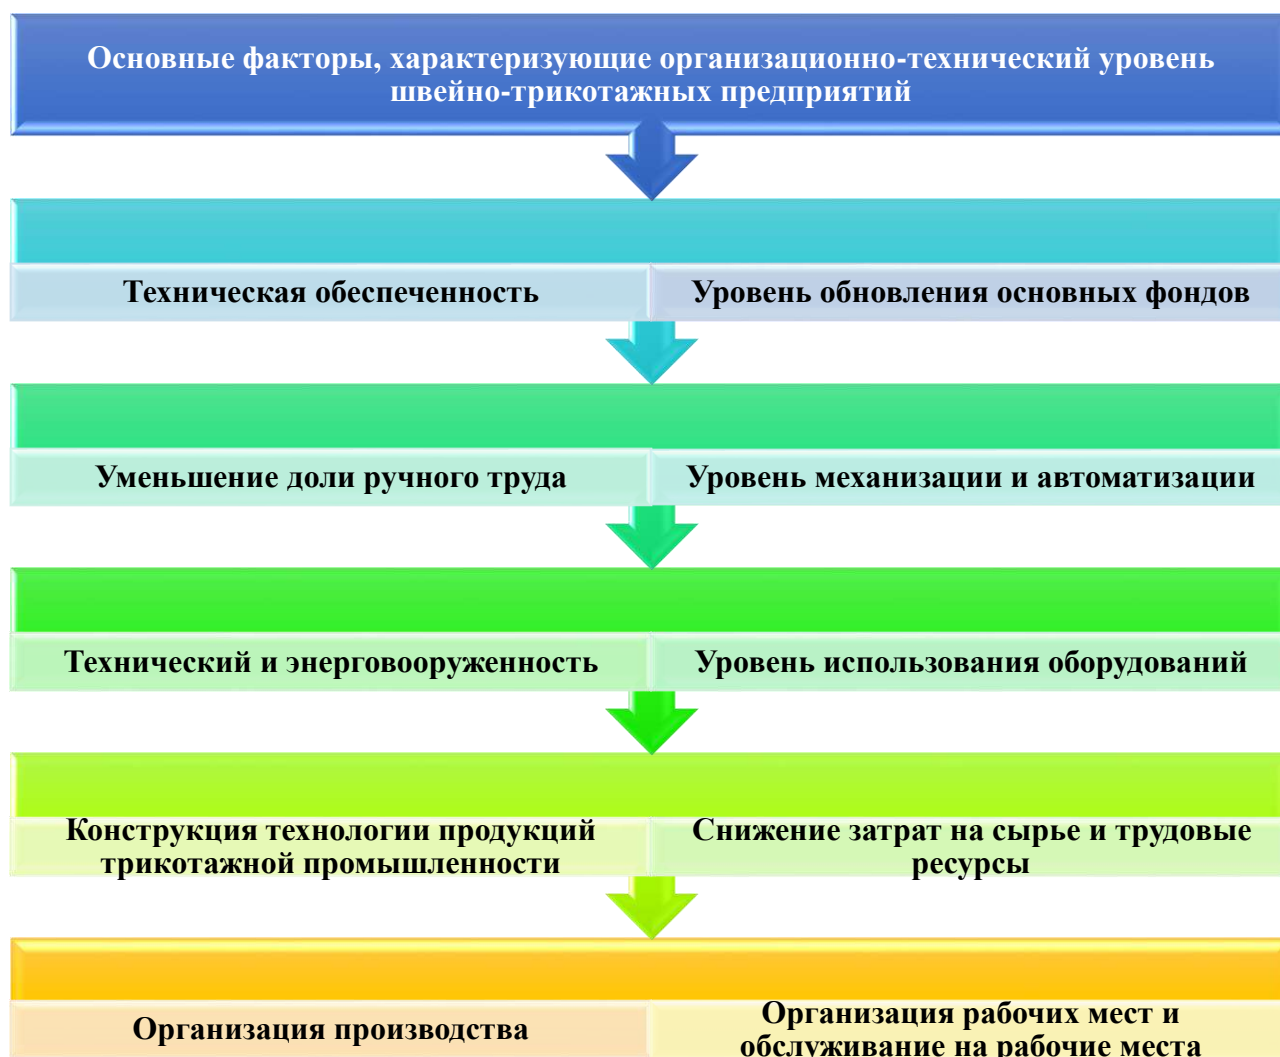 Основные факторы, характеризующие организационно-технический уровень
швейно-трикотажных предприятий
Техническая обеспеченность
Уровень обновления основных фондов
Уменьшение доли ручного труда
Уровень механизации и автоматизации
Технический и энерговооруженность
Уровень использования оборудований
Конструкция технологии продукций
трикотажной промышленности
Снижение затрат на сырье и трудовые
ресурсы
Организация производства
Организация рабочих мест и
обслуживание на рабочие места